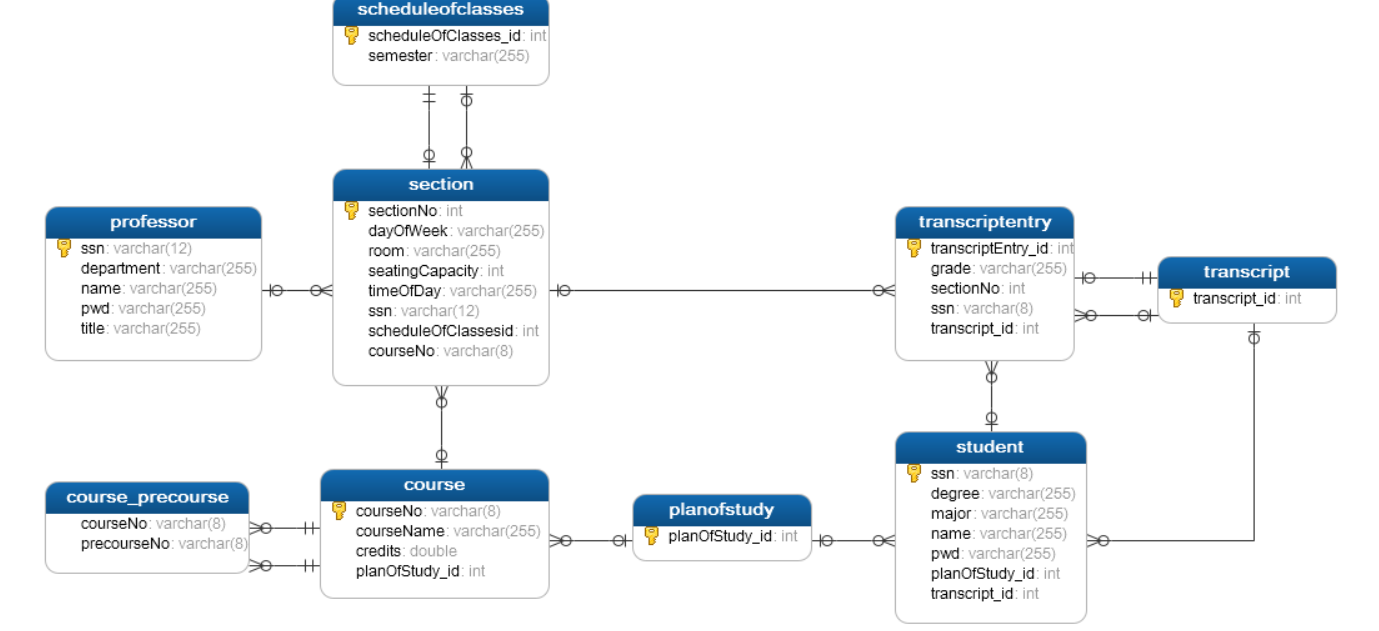 scheduleofclasses
scheduleOfClasses_id: int
semester: varchar(255)
professor
ssn: varchar(12)
department: varchar(255)
name: varchar(255)
pwd: varchar(255)
title: varchar(255)
section
sectionNo: int
dayOfWeek: varchar(255)
room: varchar(255)
seatingCapacity: int
timeOfDay: varchar(255)
ssn: varchar(12)
scheduleOfClassesid: int
courseNo: varchar(8)
transcriptentry
transcriptEntry_id: int
grade: varchar(255)
sectionNo: int
ssn: varchar(8)
transcript_id: int
transcript
transcript_id: int
course_precourse
courseNo: varchar(8)
precourseNo: varchar(8)
course
courseNo: varchar(8)
courseName: varchar(255)
credits: double
planOfStudy_id: int
planofstudy
planOfStudy_id: int
student
ssn: varchar(8)
degree: varchar(255)
major: varchar(255)
name: varchar(255)
pwd: varchar(255)
planOfStudy_id: int
transcript_id: int